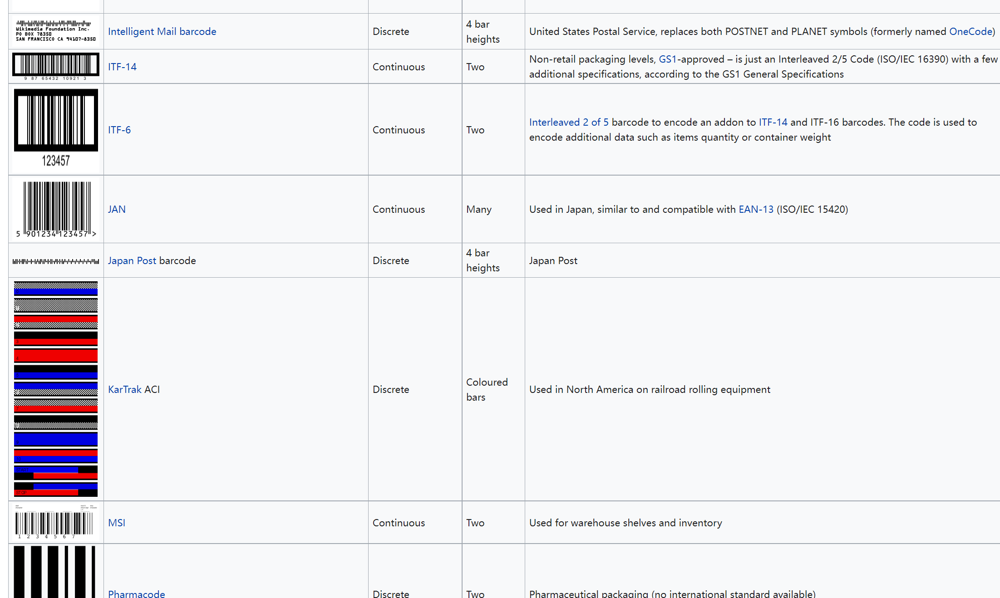 Wikimedia Foundation Inc.
PO BOX 78350
SAN FRANCISCO CA 94107-8350
Intelligent Mail barcode
Discrete
4 bar
heights
United States Postal Service, replaces both POSTNET and PLANET symbols (formerly named OneCode)
9 87 65432 10921 3
ITF-14
Continuous
Two
Non-retail packaging levels, GS1-approved – is just an Interleaved 2/5 Code (ISO/IEC 16390) with a few
additional specifications, according to the GS1 General Specifications
123457
ITF-6
Continuous
Two
Interleaved 2 of 5 barcode to encode an addon to ITF-14 and ITF-16 barcodes. The code is used to
encode additional data such as items quantity or container weight
5 901234 123457 >
JAN
Continuous
Many
Used in Japan, similar to and compatible with EAN-13 (ISO/IEC 15420)
Japan Post barcode
Discrete
4 bar
heights
Japan Post
1
2
3
4
7
10
START
STOP
KarTrak ACI
Discrete
Coloured
bars
Used in North America on railroad rolling equipment
1 2 3 4 5 6 7
MSI
Continuous
Two
Used for warehouse shelves and inventory
Pharmacode
Discrete
Two
Pharmaceutical packaging (no international standard available)